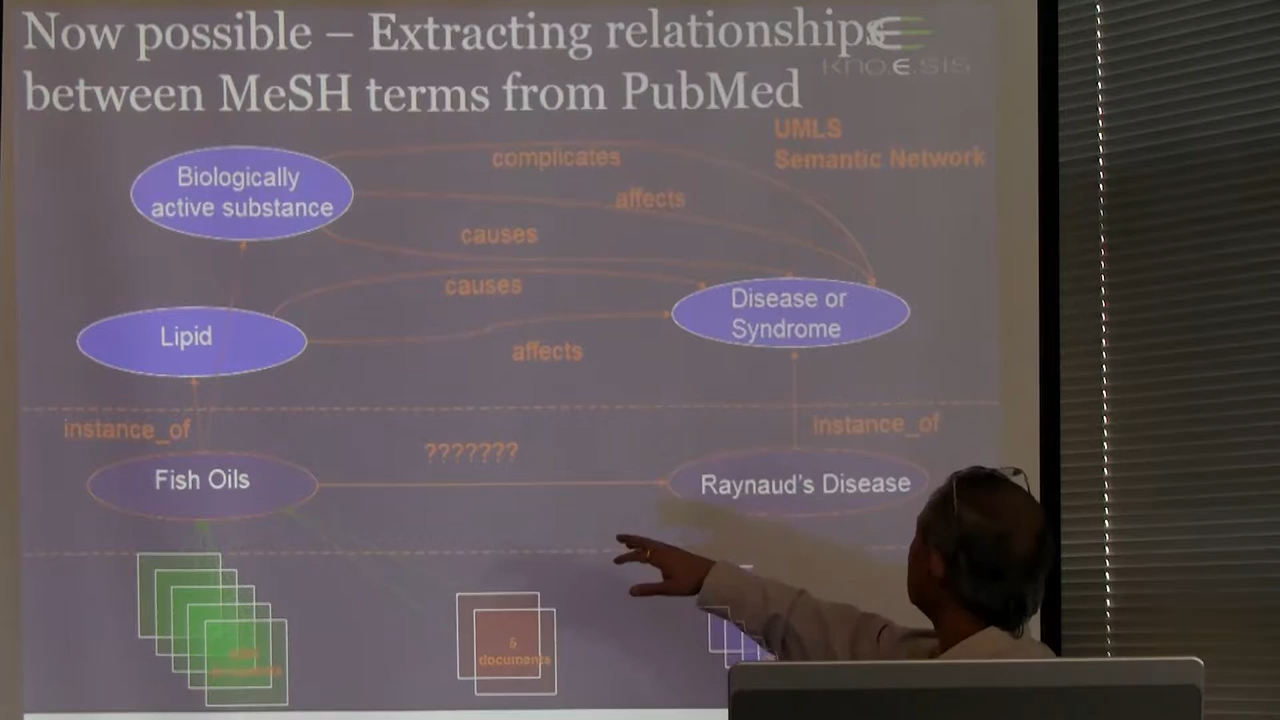 Now possible – Extracting relationships
between MeSH terms from PubMed
kno.e.sis
UMLS
Semantic Network
complicates
Biologically
active substance
affects
causes
causes
Disease or
Syndrome
Lipid
affects
instance_of
instance_of
???????
Fish Oils
Raynaud's Disease
5
documents